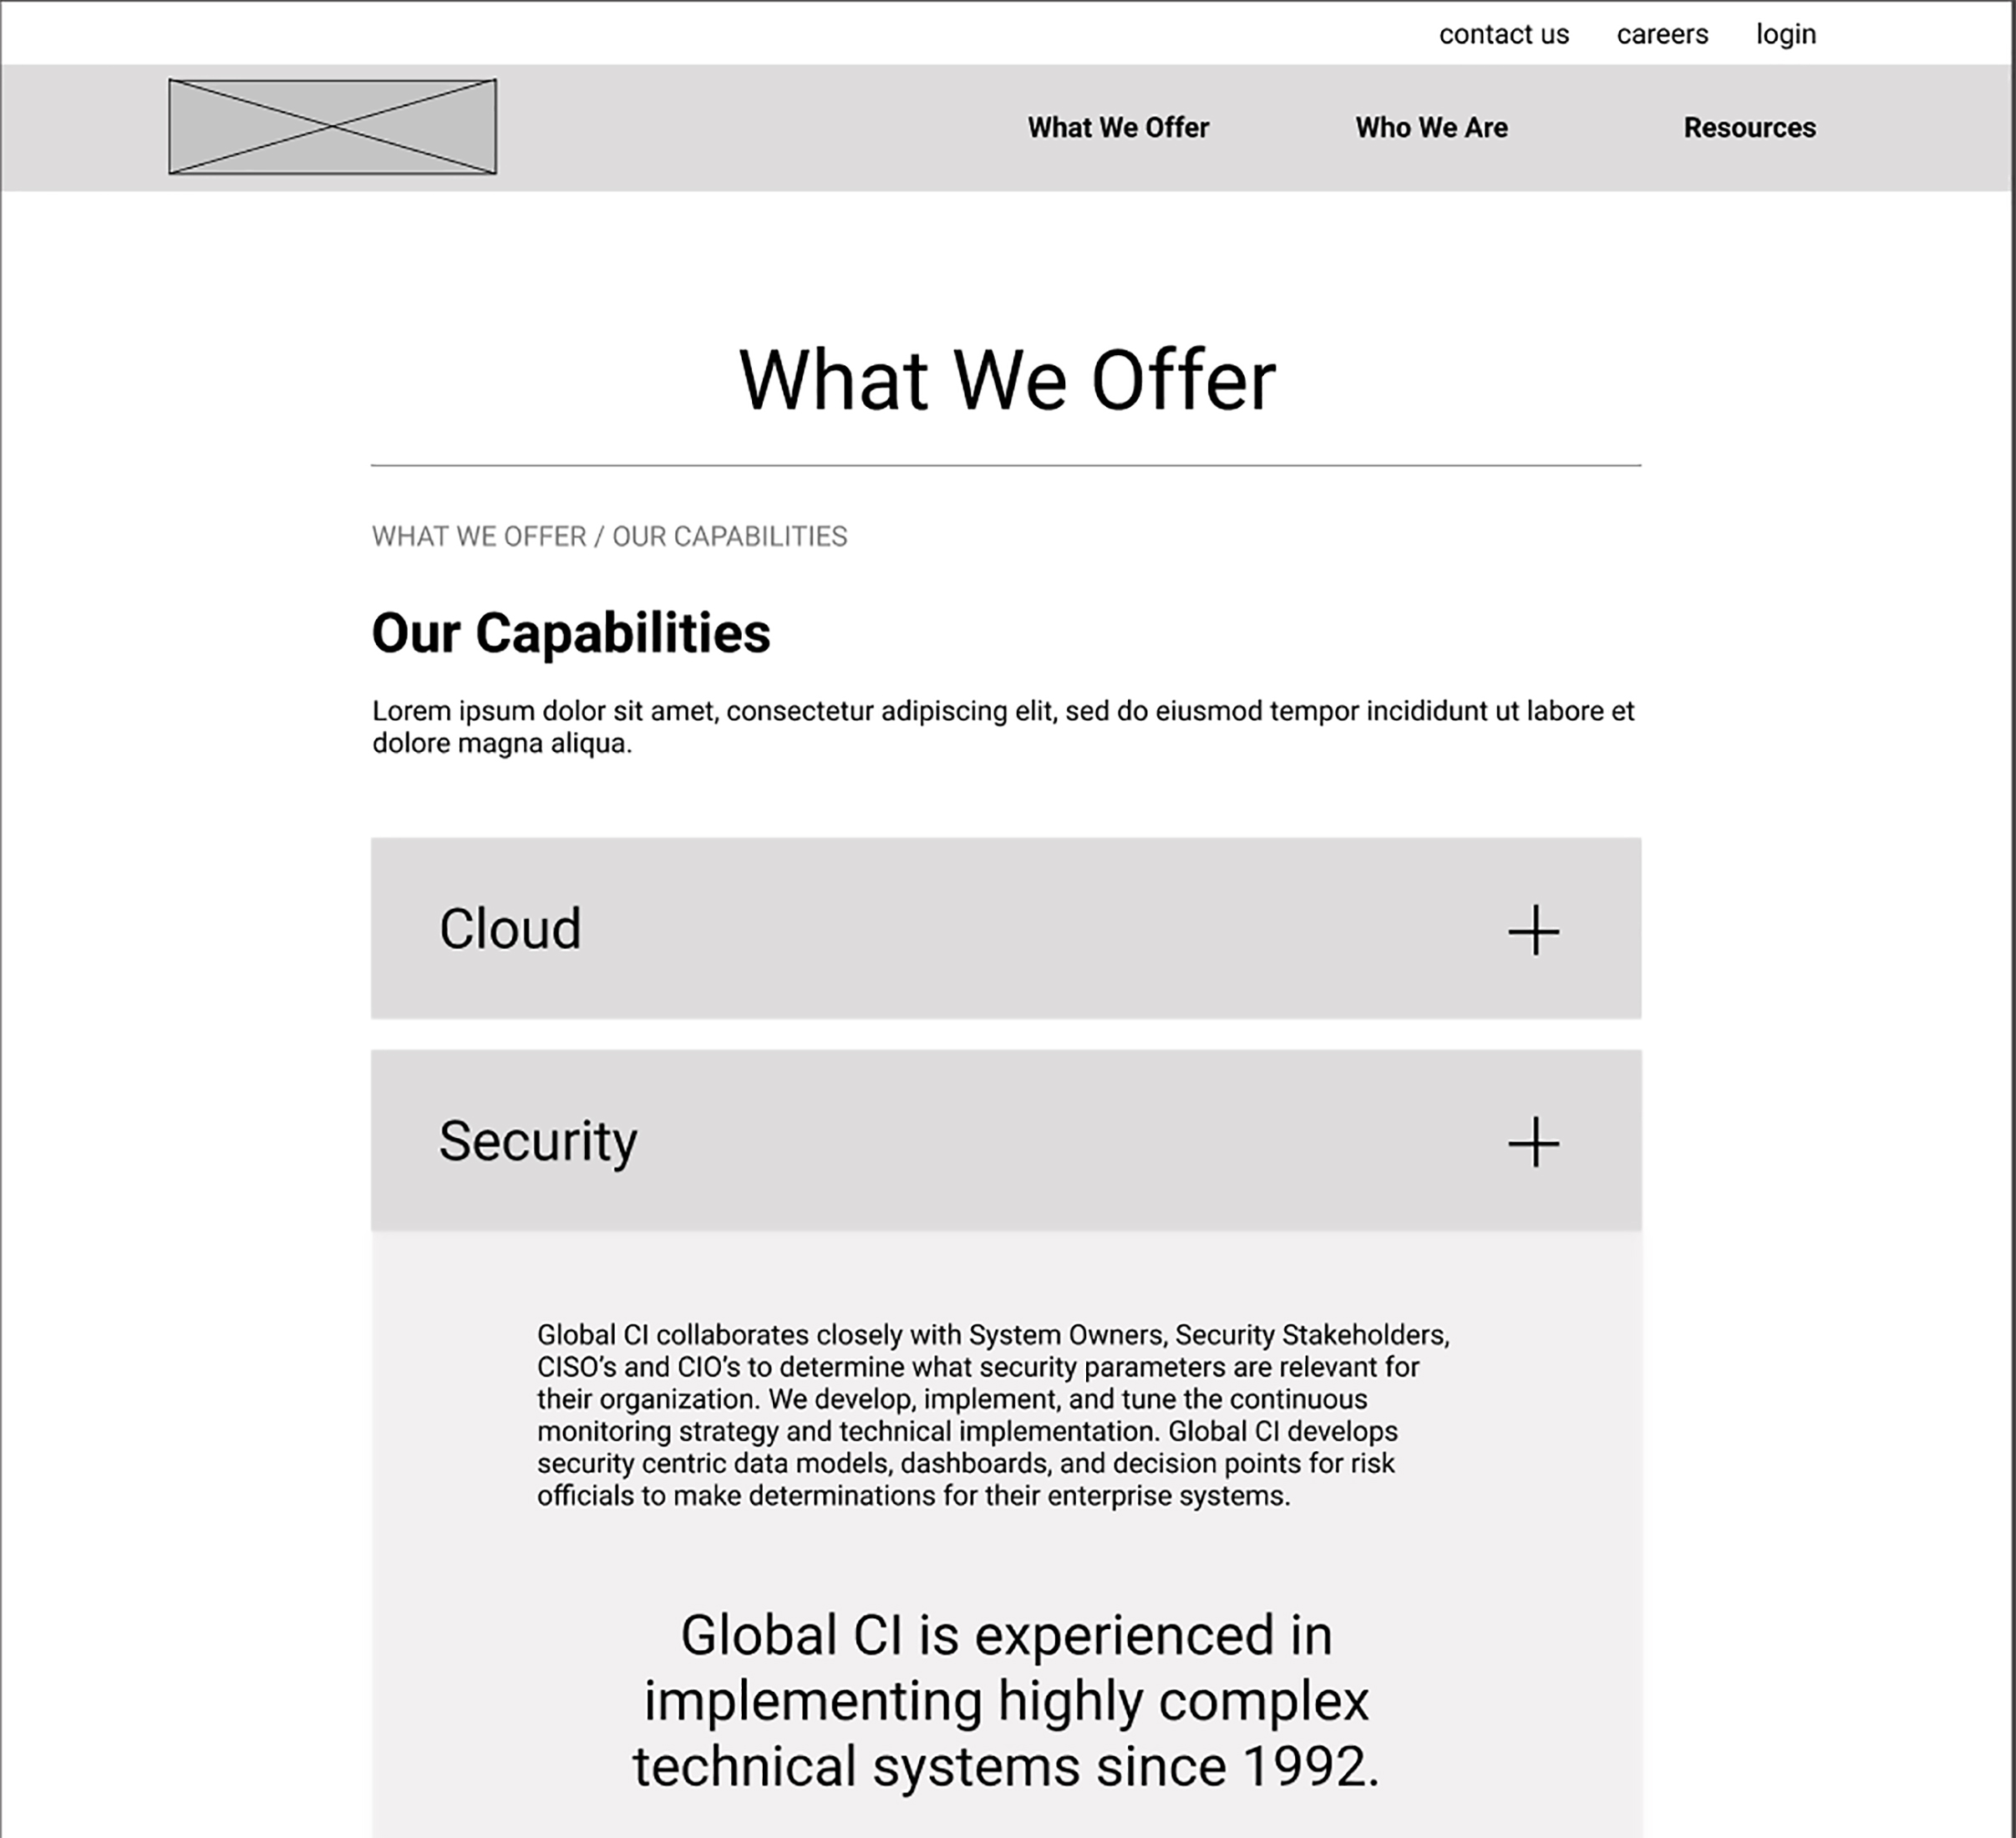 contact us careers login
What We Offer Who We Are Resources
What We Offer
WHAT WE OFFER / OUR CAPABILITIES
Our Capabilities
Lorem ipsum dolor sit amet, consectetur adipiscing elit, sed do eiusmod tempor incididunt ut labore et
dolore magna aliqua.
Cloud
Security
Global CI collaborates closely with System Owners, Security Stakeholders,
CISO’s and CIO’s to determine what security parameters are relevant for
their organization. We develop, implement, and tune the continuous
monitoring strategy and technical implementation. Global CI develops
security centric data models, dashboards, and decision points for risk
officials to make determinations for their enterprise systems.
Global CI is experienced in
implementing highly complex
technical systems since 1992.